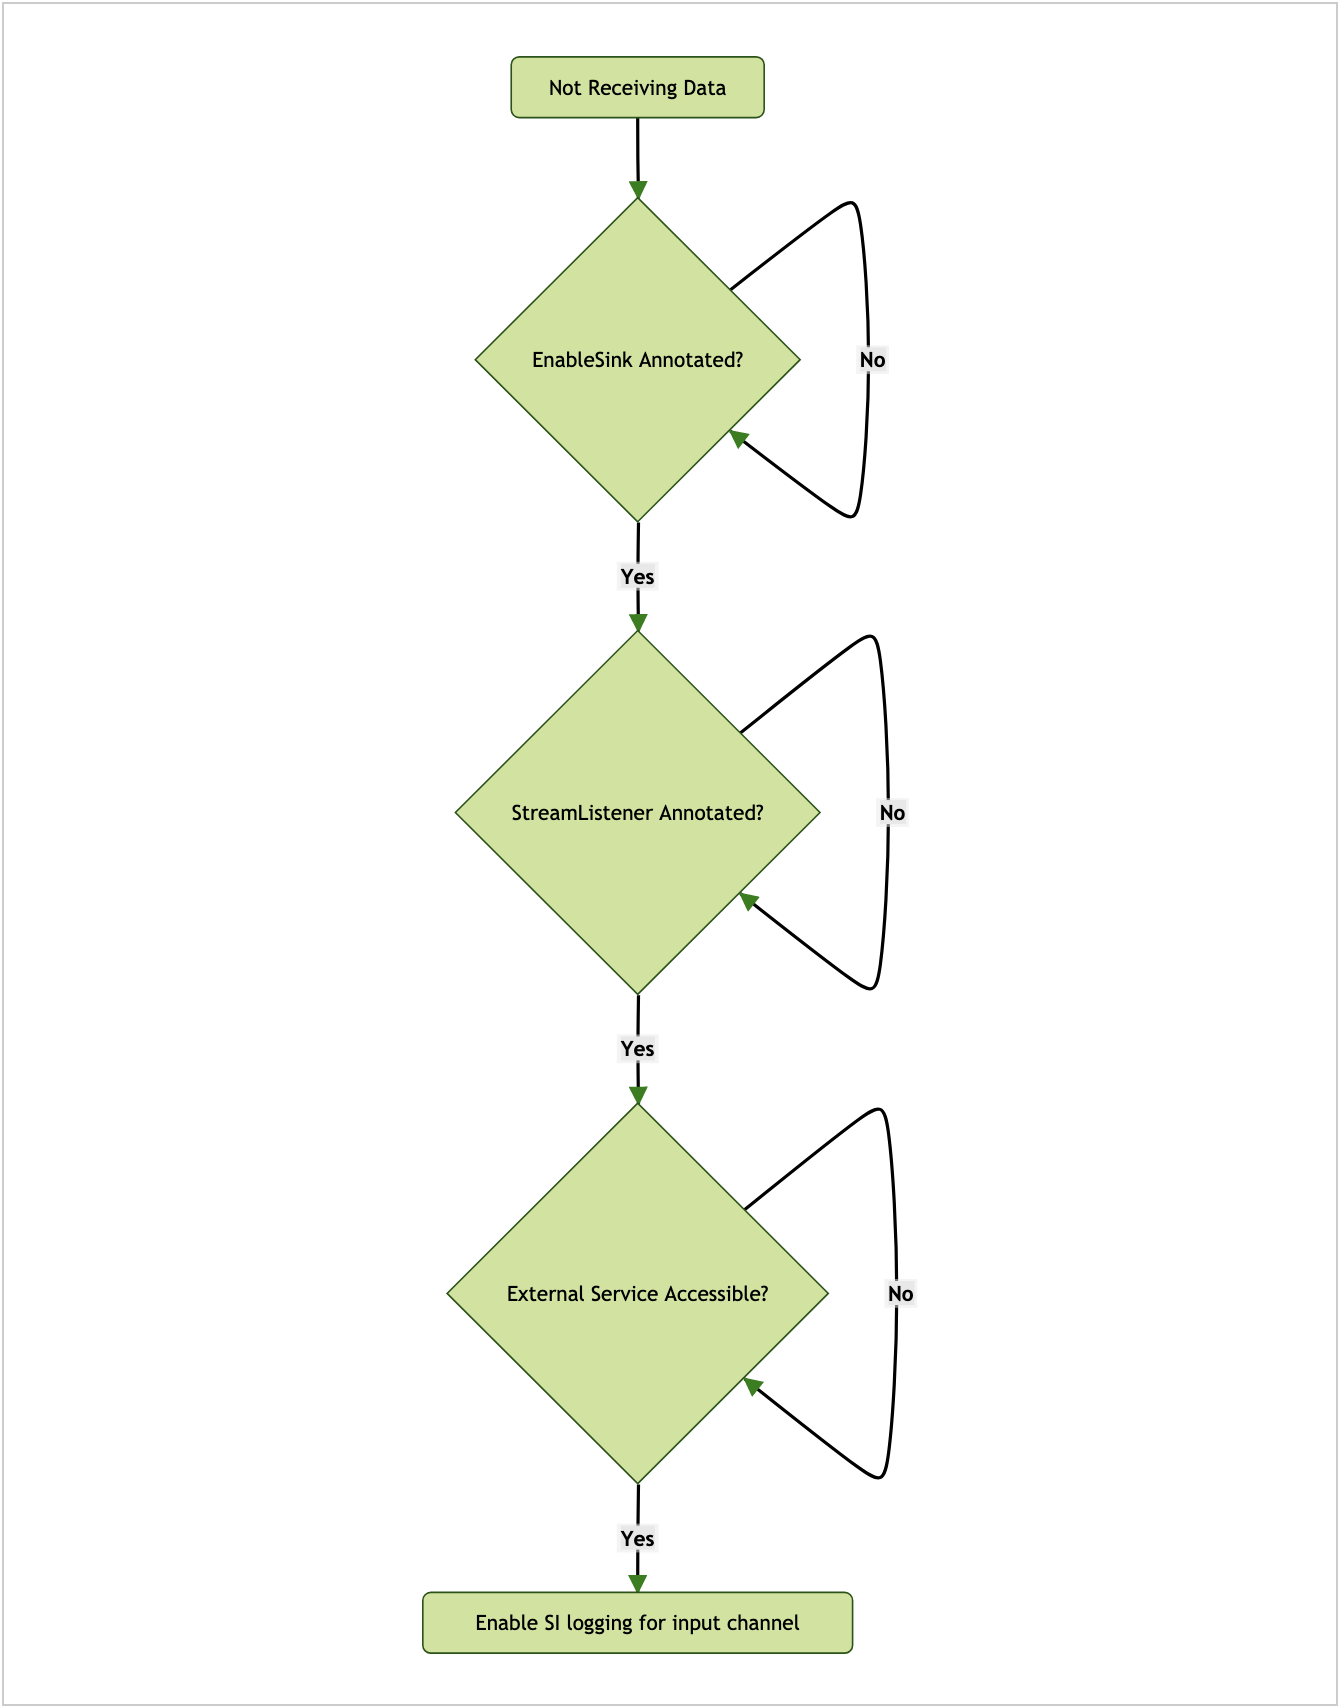 Not Receiving Data
EnableSink Annotated?
No
Yes
StreamListener Annotated?
No
Yes
External Service Accessible?
No
Yes
Enable SI logging for input channel